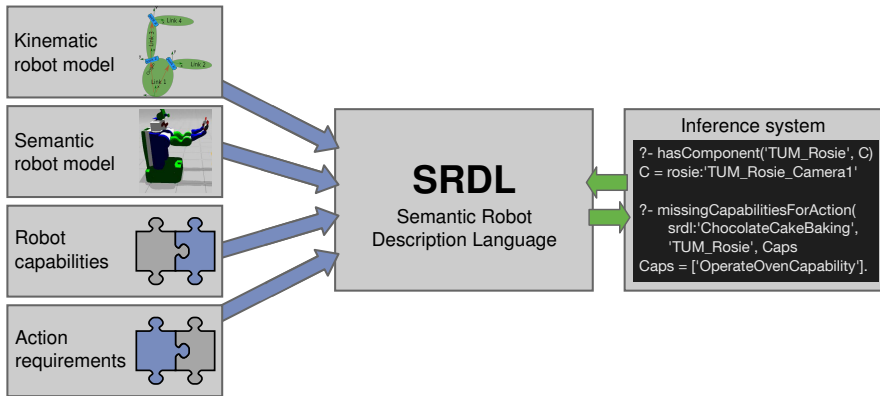 Kinematic
robot model
Link 4
Link 3
Link 2
Link 1
Semantic
robot model
Robot
capabilities
Action
requirements
SRDL
Semantic Robot
Description Language
Inference system
?- hasComponent('TUM_Rosie', C)
C = rosie:'TUM_Rosie_Camera1'
?- missingCapabilitiesForAction(
srdl:'ChocolateCakeBaking',
'TUM_Rosie', Caps
Caps = ['OperateOvenCapability'].